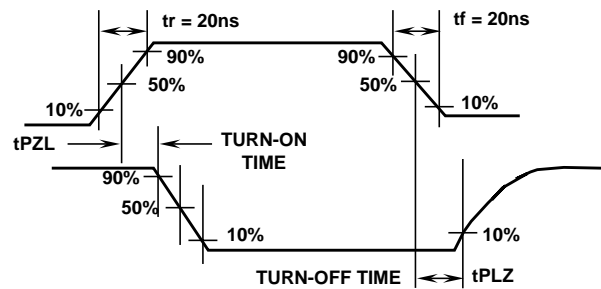 tr = 20ns
tf = 20ns
90%
90%
50%
50%
10%
10%
tPZL
TURN-ON
TIME
90%
50%
10%
10%
TURN-OFF TIME
tPLZ